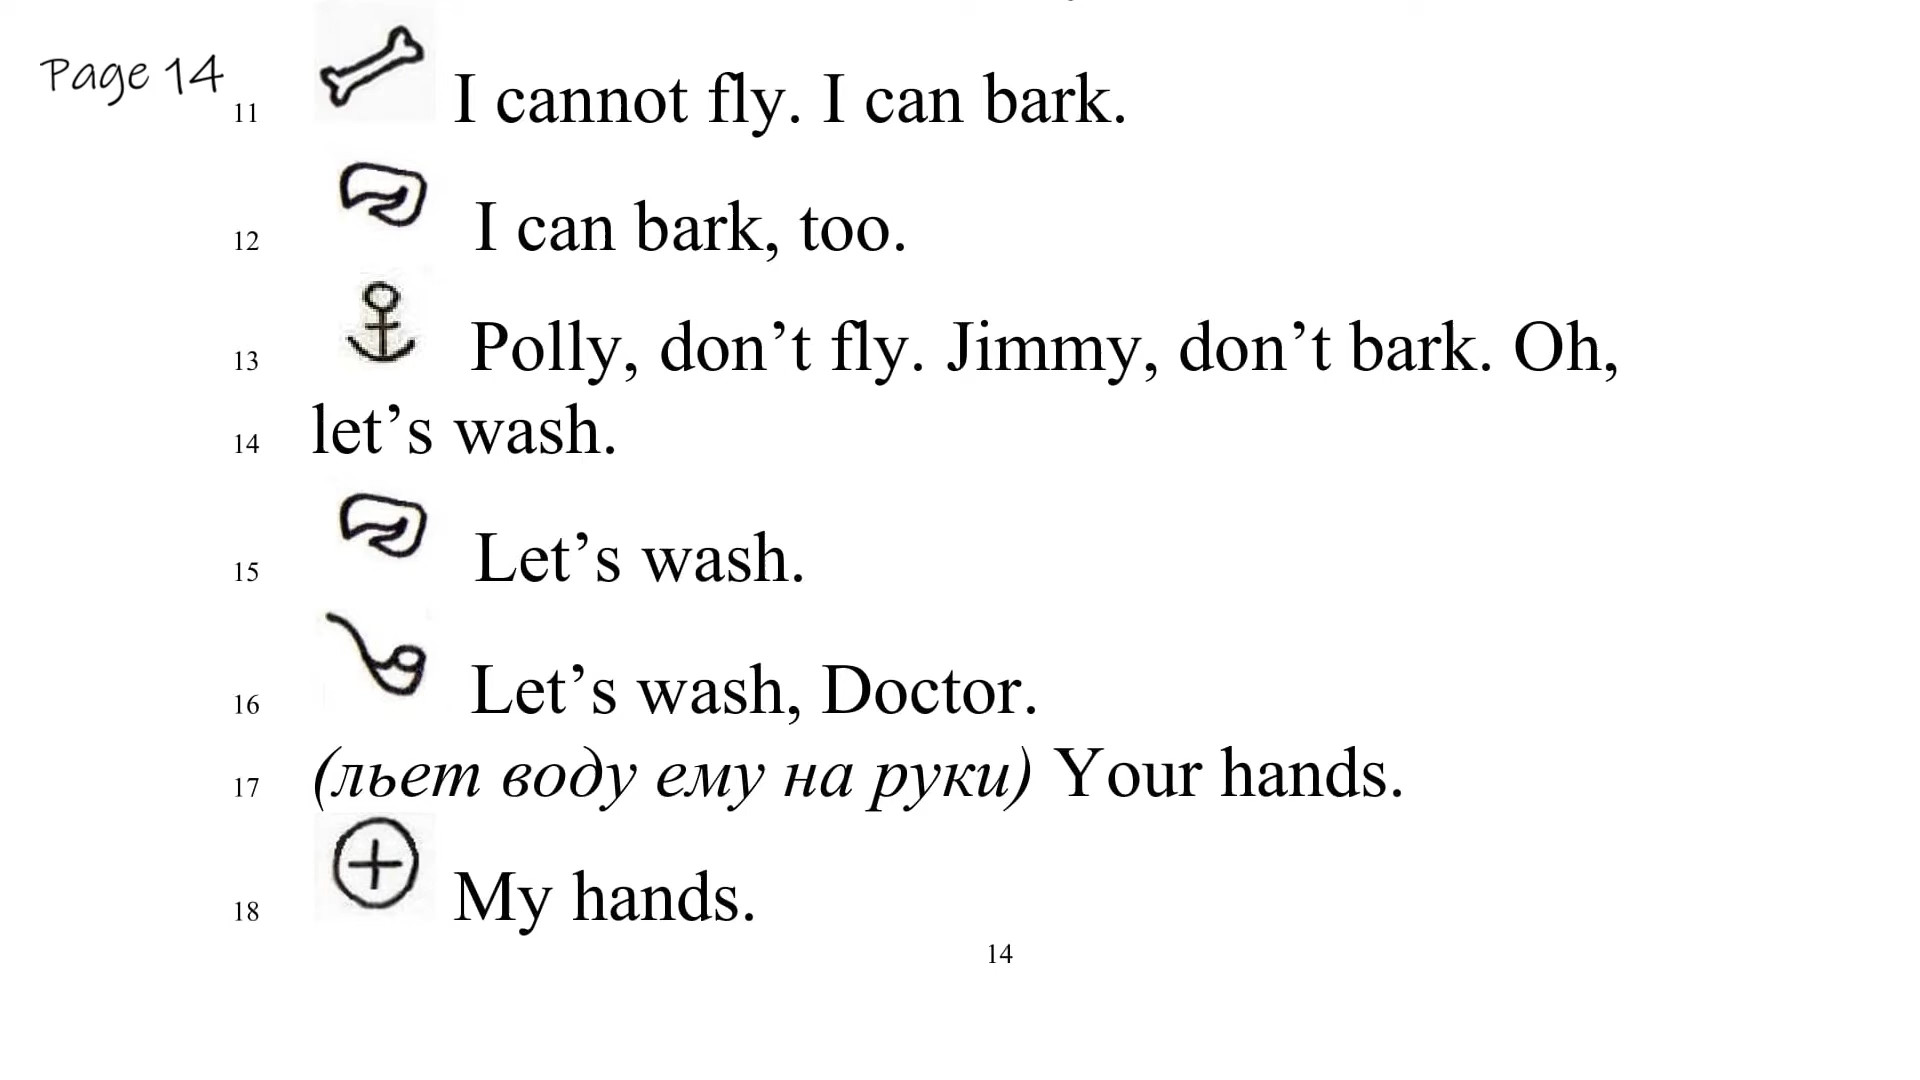 Page 14
11 I cannot fly. I can bark.
12 I can bark, too.
13 Polly, don’t fly. Jimmy, don’t bark. Oh,
14 let’s wash.
15 Let’s wash.
16 Let’s wash, Doctor.
17 (льет воду ему на руки) Your hands.
18 My hands.
14